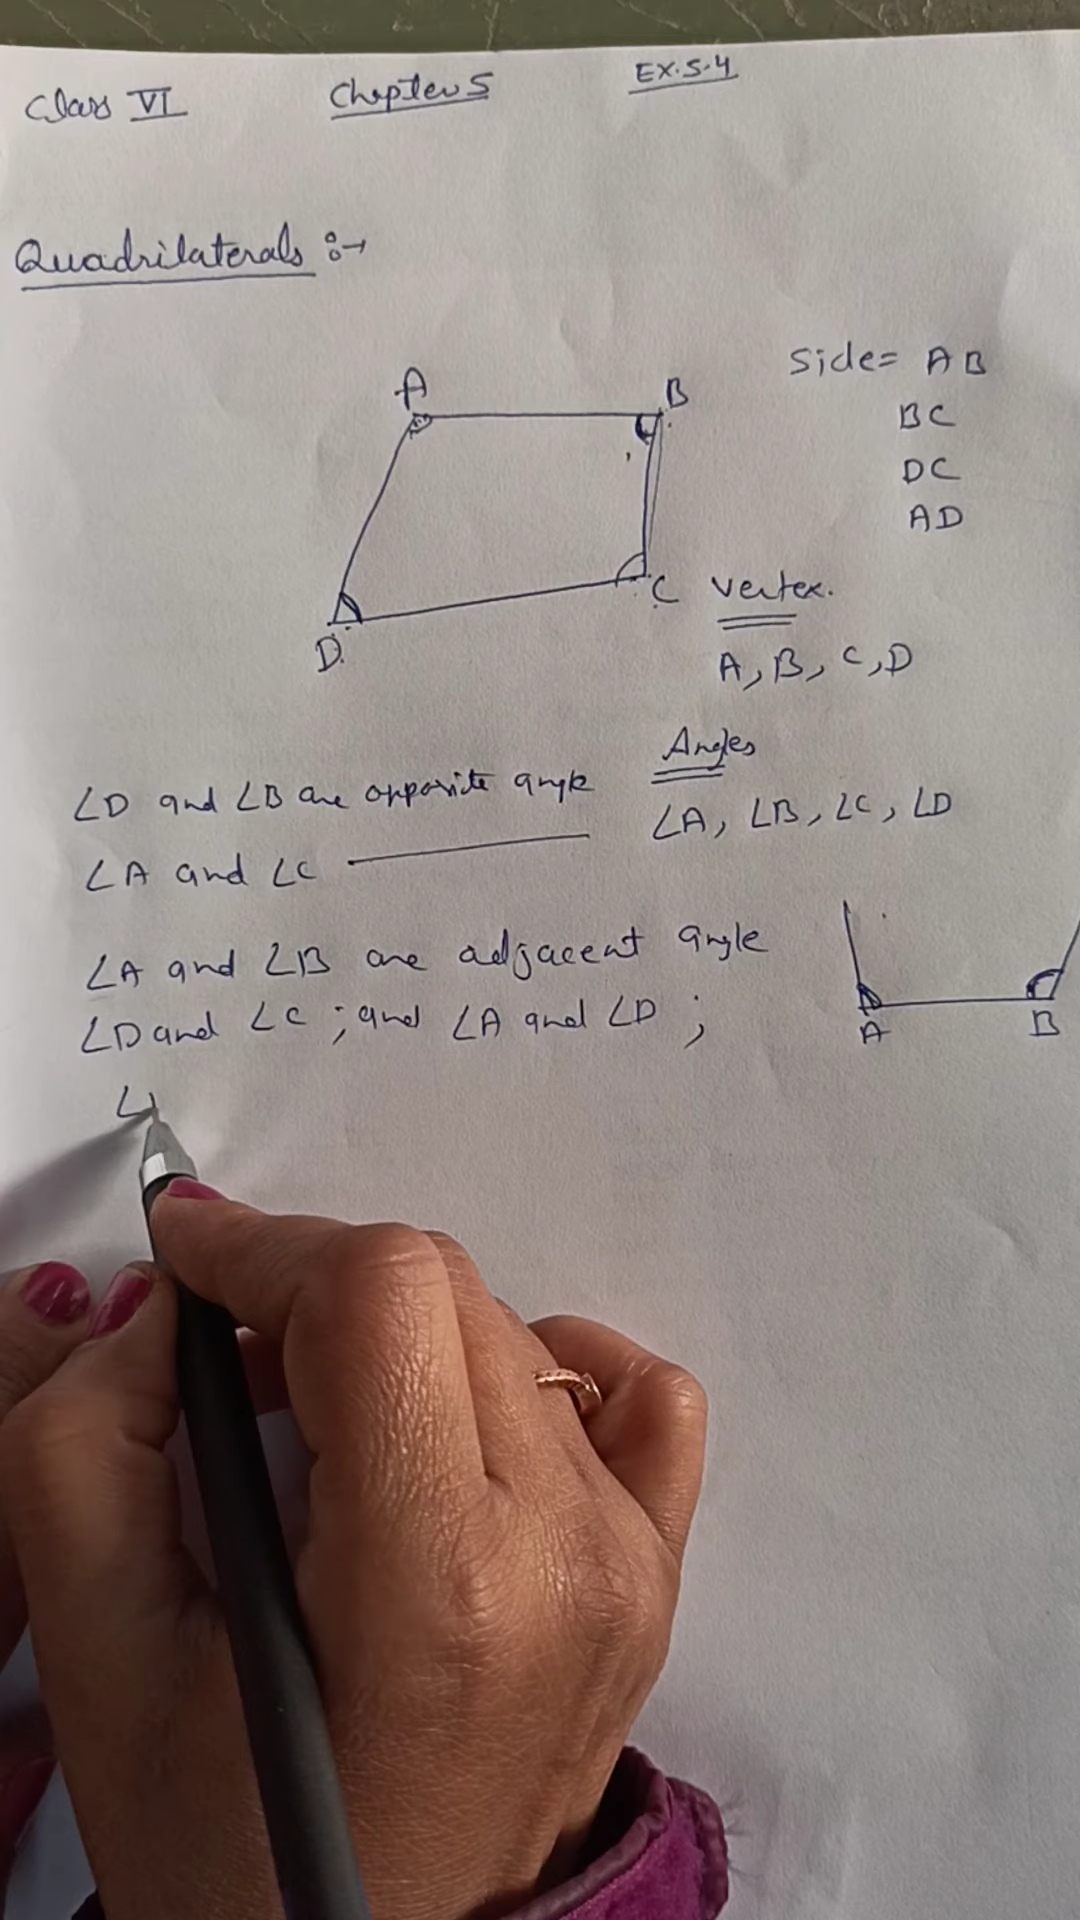 Class VI Chapter 5 EX.5.4
Quadrilaterals :→
Side= AB
BC
DC
AD
A
B
C
D
Vertex.
A, B, C, D
Angles
∠A, ∠B, ∠C, ∠D
∠D and ∠B are opposite angle
∠A and ∠C
∠A and ∠B are adjacent angle
∠D and ∠C ; and ∠A and ∠D ;
∠
A
B